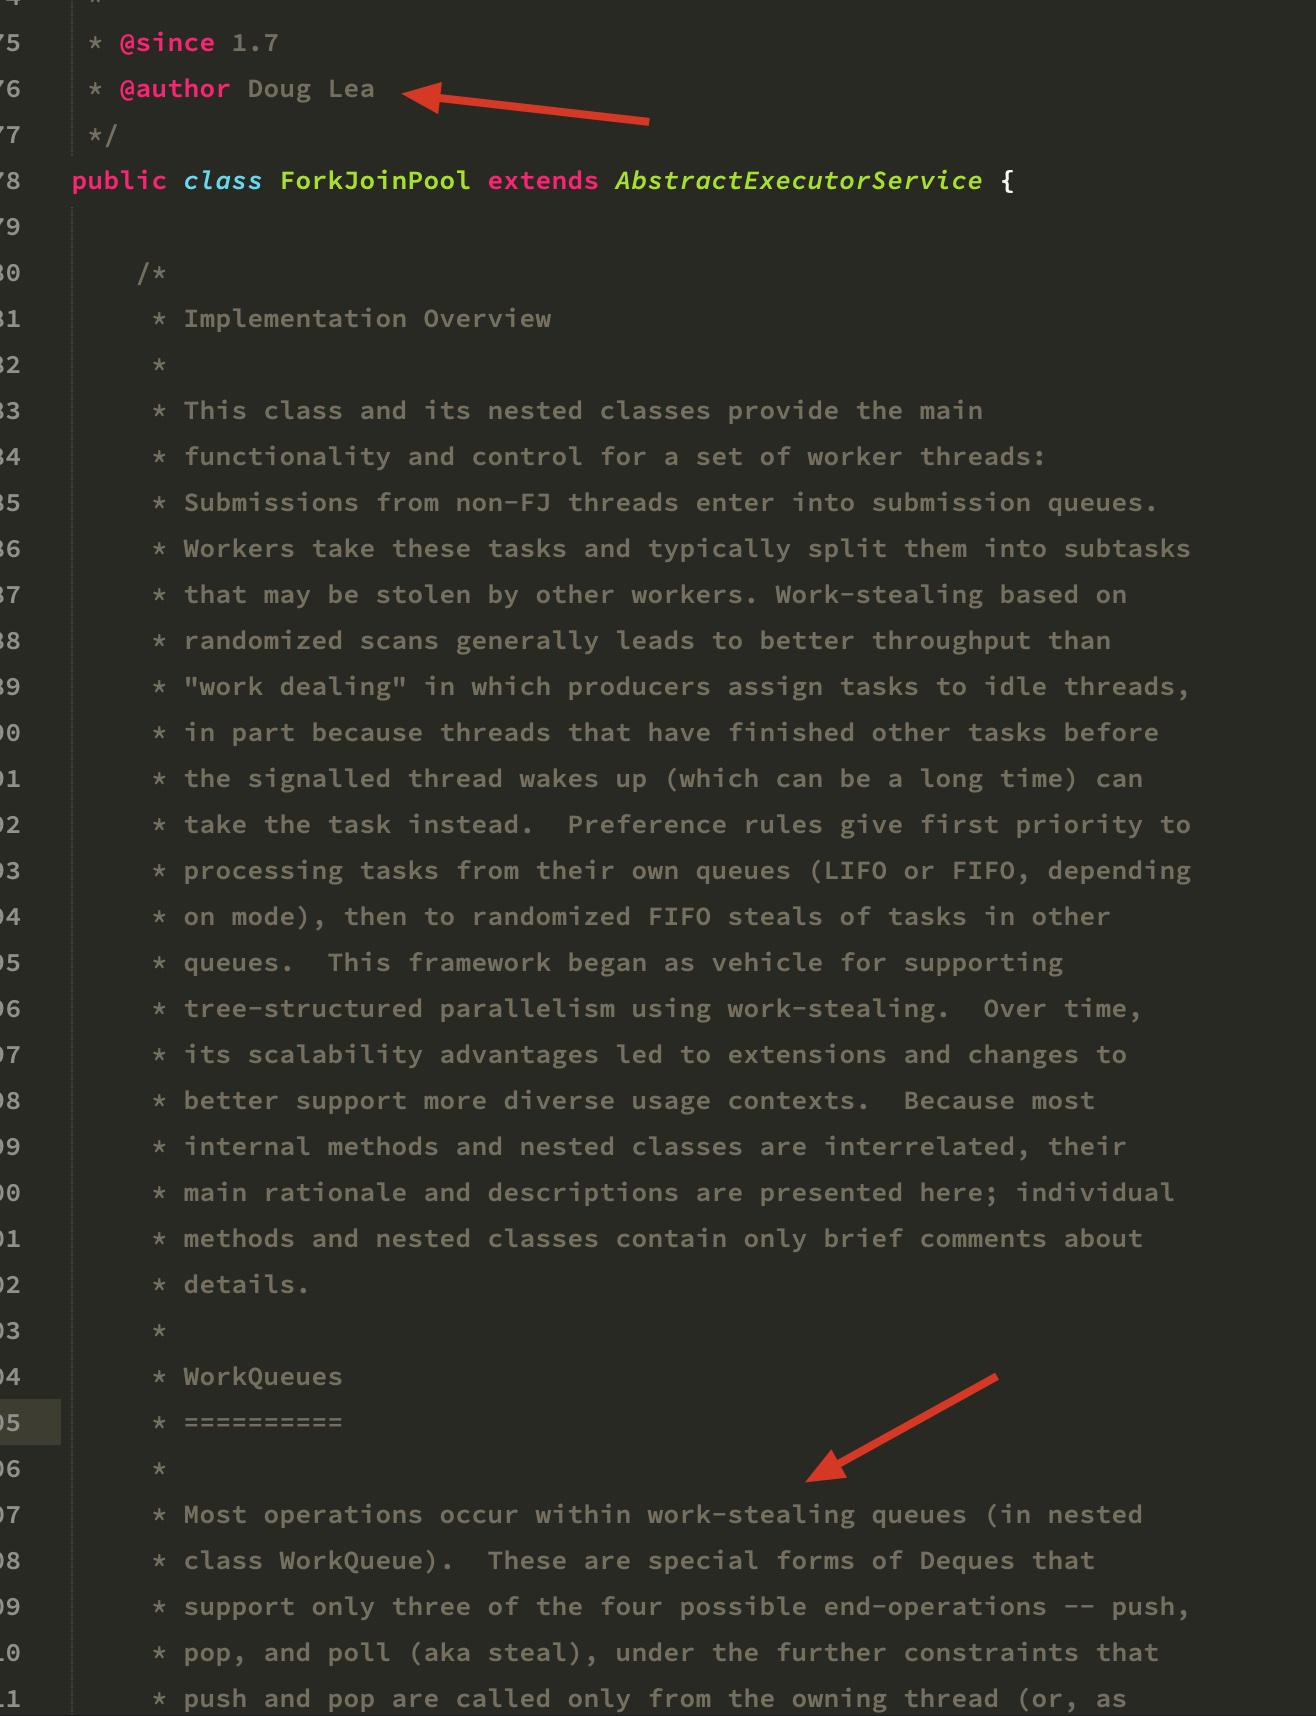 4 *
75 * @since 1.7
76 * @author Doug Lea
77 */
78 public class ForkJoinPool extends AbstractExecutorService {
79
80 /*
81 * Implementation Overview
82 *
83 * This class and its nested classes provide the main
84 * functionality and control for a set of worker threads:
85 * Submissions from non-FJ threads enter into submission queues.
86 * Workers take these tasks and typically split them into subtasks
87 * that may be stolen by other workers. Work-stealing based on
88 * randomized scans generally leads to better throughput than
89 * "work dealing" in which producers assign tasks to idle threads,
90 * in part because threads that have finished other tasks before
91 * the signalled thread wakes up (which can be a long time) can
92 * take the task instead.  Preference rules give first priority to
93 * processing tasks from their own queues (LIFO or FIFO, depending
94 * on mode), then to randomized FIFO steals of tasks in other
95 * queues.  This framework began as vehicle for supporting
96 * tree-structured parallelism using work-stealing.  Over time,
97 * its scalability advantages led to extensions and changes to
98 * better support more diverse usage contexts.  Because most
99 * internal methods and nested classes are interrelated, their
00 * main rationale and descriptions are presented here; individual
01 * methods and nested classes contain only brief comments about
02 * details.
03 *
04 * WorkQueues
05 * ==========
06 *
07 * Most operations occur within work-stealing queues (in nested
08 * class WorkQueue).  These are special forms of Deques that
09 * support only three of the four possible end-operations -- push,
10 * pop, and poll (aka steal), under the further constraints that
11 * push and pop are called only from the owning thread (or, as